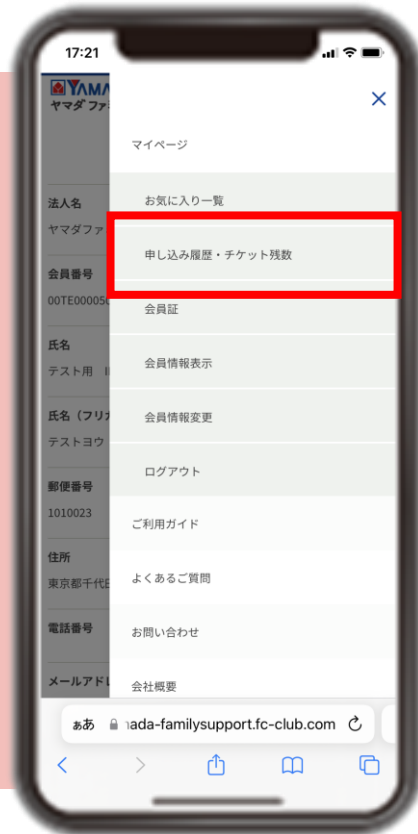 17:21
YAMA
ヤマダファ
マイページ
お気に入り一覧
申し込み履歴・チケット残数
会員証
会員情報表示
会員情報変更
ログアウト
ご利用ガイド
よくあるご質問
お問い合わせ
会社概要
法人名
ヤマダファ
会員番号
00TE00005
氏名
テスト用
氏名（フリガ
テストヨウ
郵便番号
1010023
住所
東京都千代
電話番号
メールアドレ
ぁあ
ada-familysupport.fc-club.com